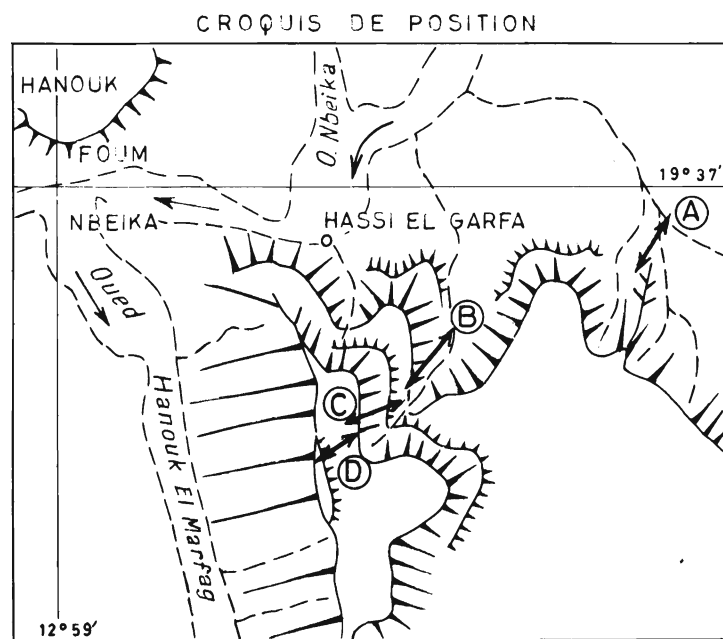 CROQUIS DE POSITION
HANOUK
O. Nbeika
FOUM
19° 37'
NBEIKA
HASSI EL GARFA
A
Oued
B
C
D
Hanouk El Marfag
12° 59'